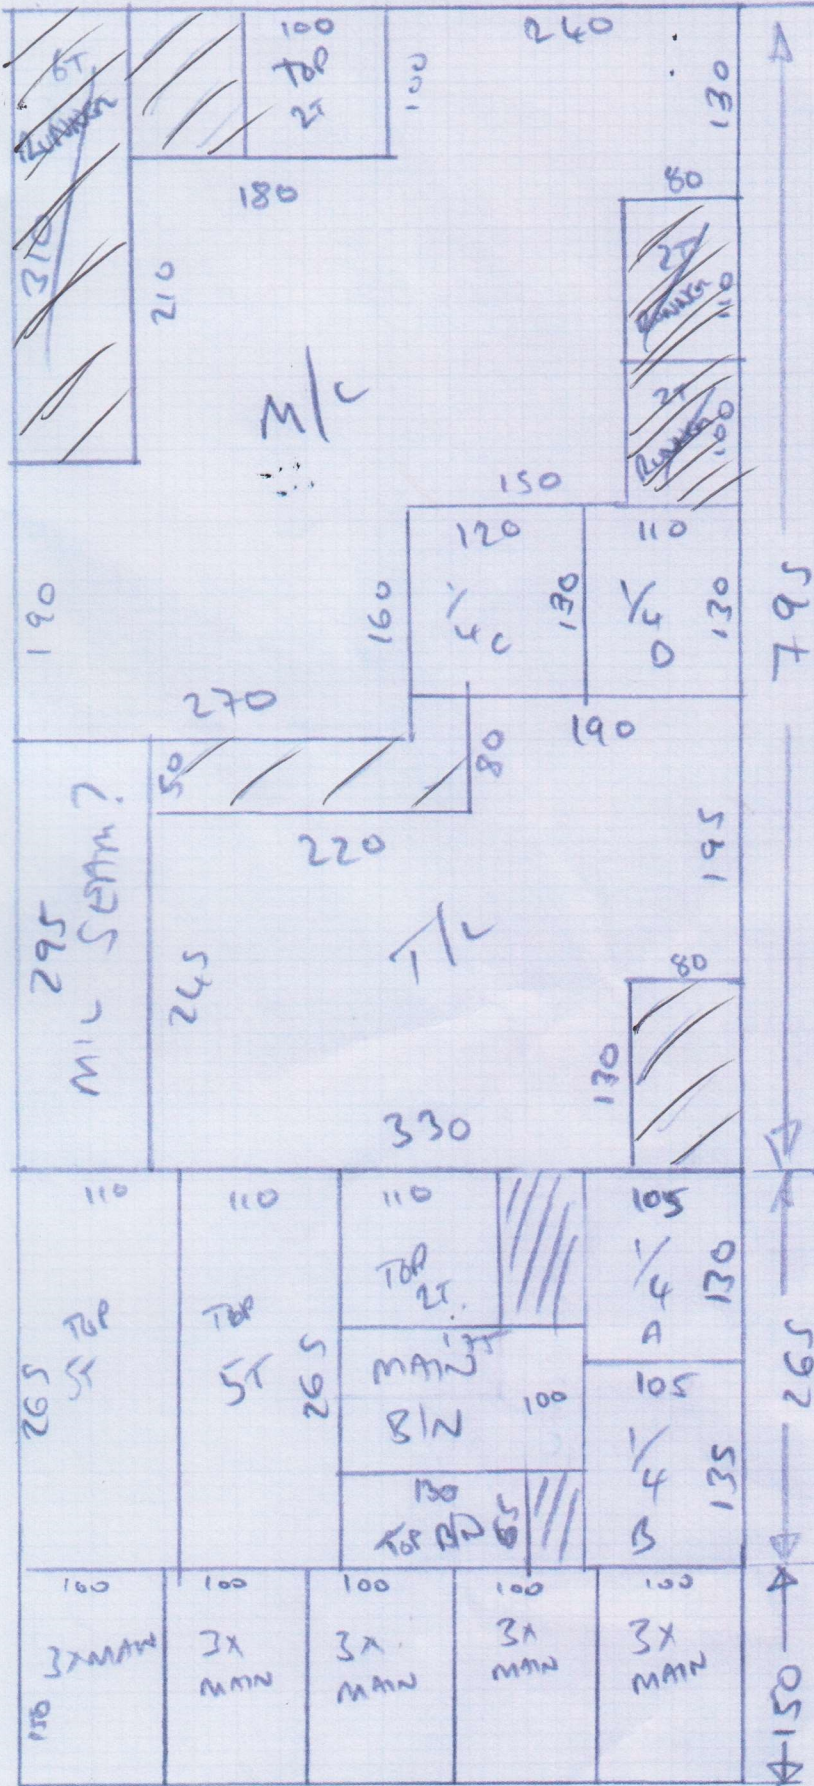 6T
RUNNER
310
100
TOP
2T
100
240
130
180
210
80
2T
RUNNER
110
2T
RUNNER
100
M/C
150
120
1/4 C
130
110
1/4 D
130
190
160
270
795
50
80
190
220
295
M'L SEAM?
245
T/L
195
80
130
330
110
TOP
5T
265
110
TOP
5T
265
110
TOP
2T
MAIN
B/N
100
130
TOP B/N
65
105
1/4
A
130
105
1/4
B
135
265
100
3X MAIN
150
100
3X
MAIN
100
3X
MAIN
100
3X
MAIN
100
3X
MAIN
150